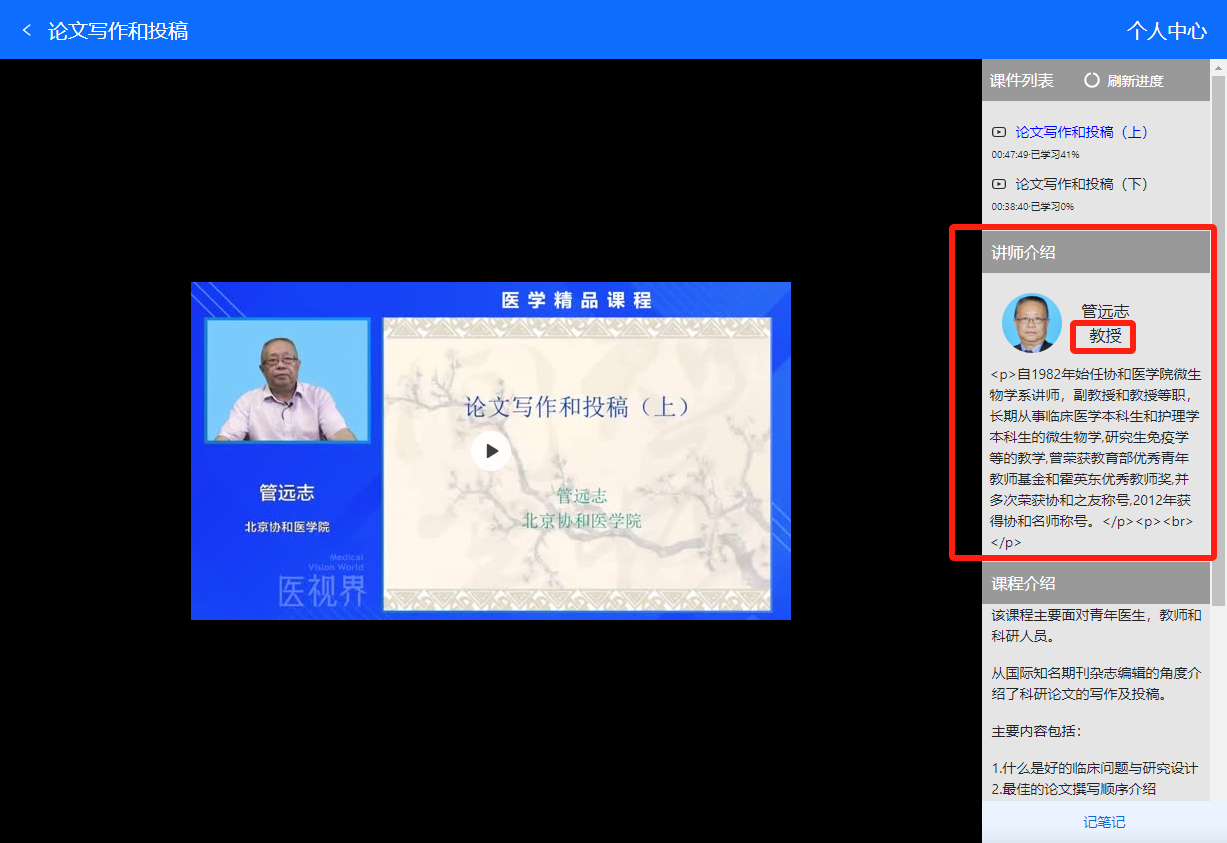 论文写作和投稿
个人中心
课件列表
刷新进度
论文写作和投稿（上）
00:47:49·已学习41%
论文写作和投稿（下）
00:38:40·已学习0%
讲师介绍
管远志
教授
<p>自1982年始任协和医学院微生
物学系讲师，副教授和教授等职，
长期从事临床医学本科生和护理学
本科生的微生物学,研究生免疫学
等的教学,曾荣获教育部优秀青年
教师基金和霍英东优秀教师奖,并
多次荣获协和之友称号,2012年获
得协和名师称号。</p><p><br>
</p>
课程介绍
该课程主要面对青年医生，教师和
科研人员。
从国际知名期刊杂志编辑的角度介
绍了科研论文的写作及投稿。
主要内容包括：
1.什么是好的临床问题与研究设计
2.最佳的论文撰写顺序介绍
记笔记
医学精品课程
论文写作和投稿（上）
管远志
北京协和医学院
管远志
北京协和医学院
Medical
Vision World
医视界